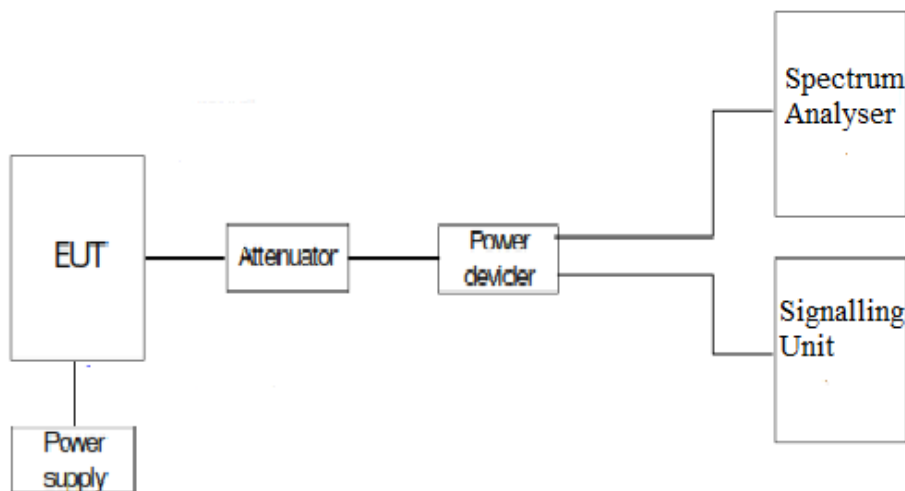 Spectrum
Analyser
EUT
Attenuator
Power
devider
Signalling
Unit
Power
supply